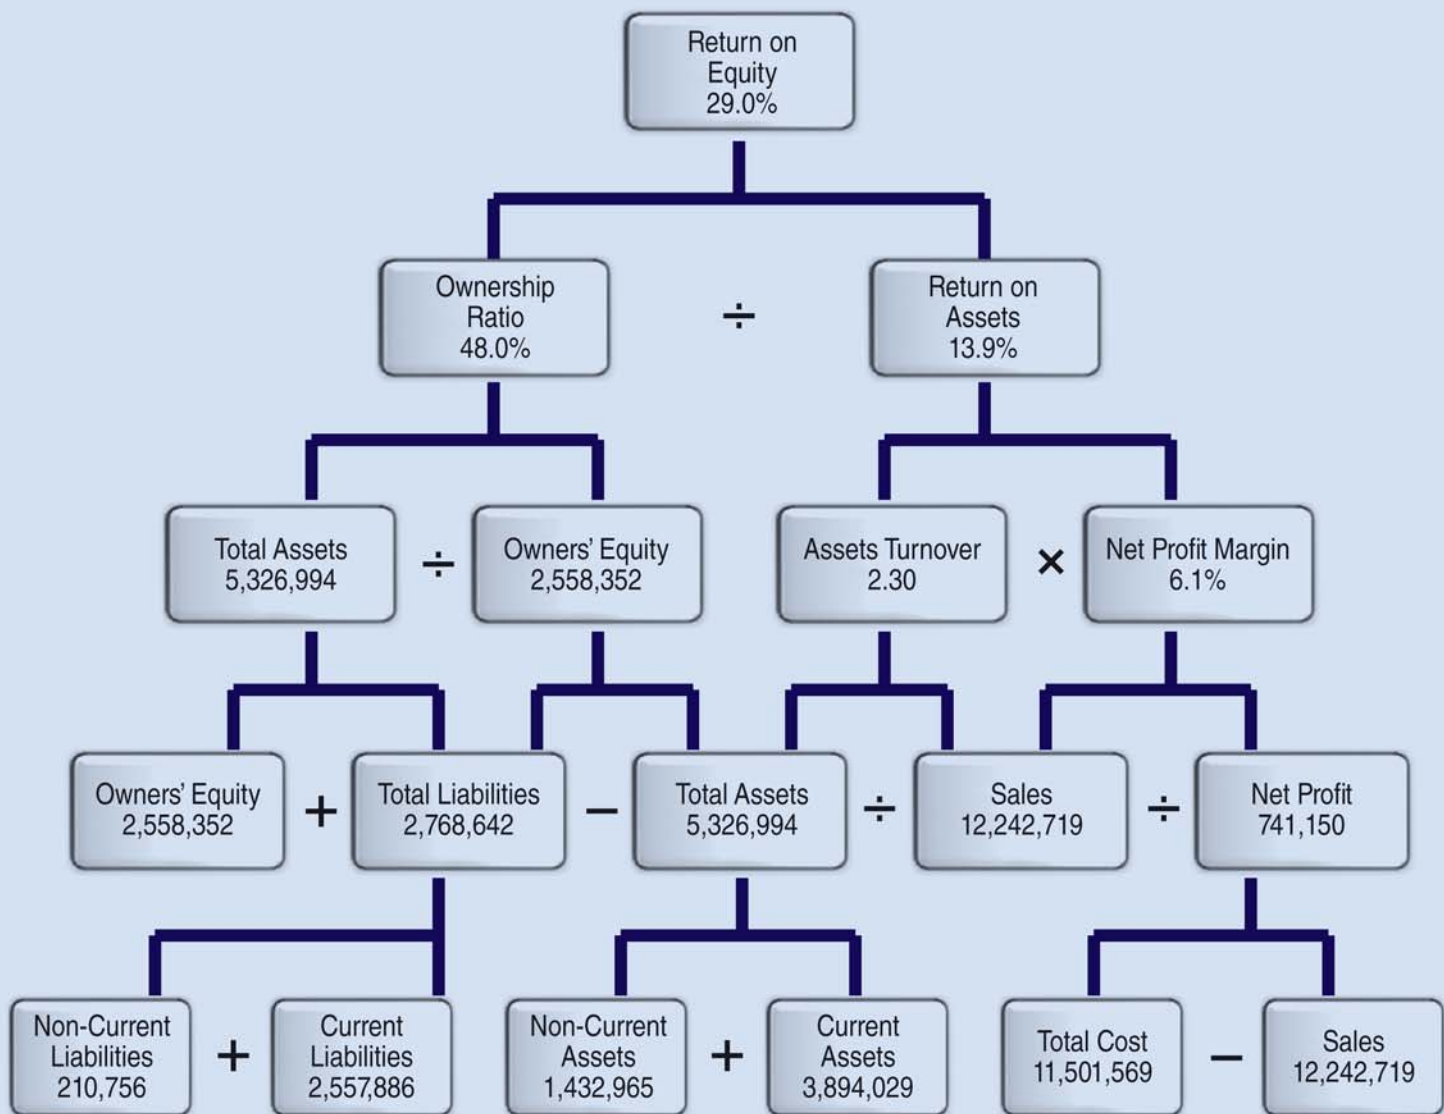 Return on
Equity
29.0%
Ownership
Ratio
48.0%
÷
Return on
Assets
13.9%
Total Assets
5,326,994
÷
Owners' Equity
2,558,352
Assets Turnover
2.30
×
Net Profit Margin
6.1%
Owners' Equity
2,558,352
+
Total Liabilities
2,768,642
−
Total Assets
5,326,994
÷
Sales
12,242,719
÷
Net Profit
741,150
Non-Current
Liabilities
210,756
+
Current
Liabilities
2,557,886
Non-Current
Assets
1,432,965
+
Current
Assets
3,894,029
Total Cost
11,501,569
−
Sales
12,242,719